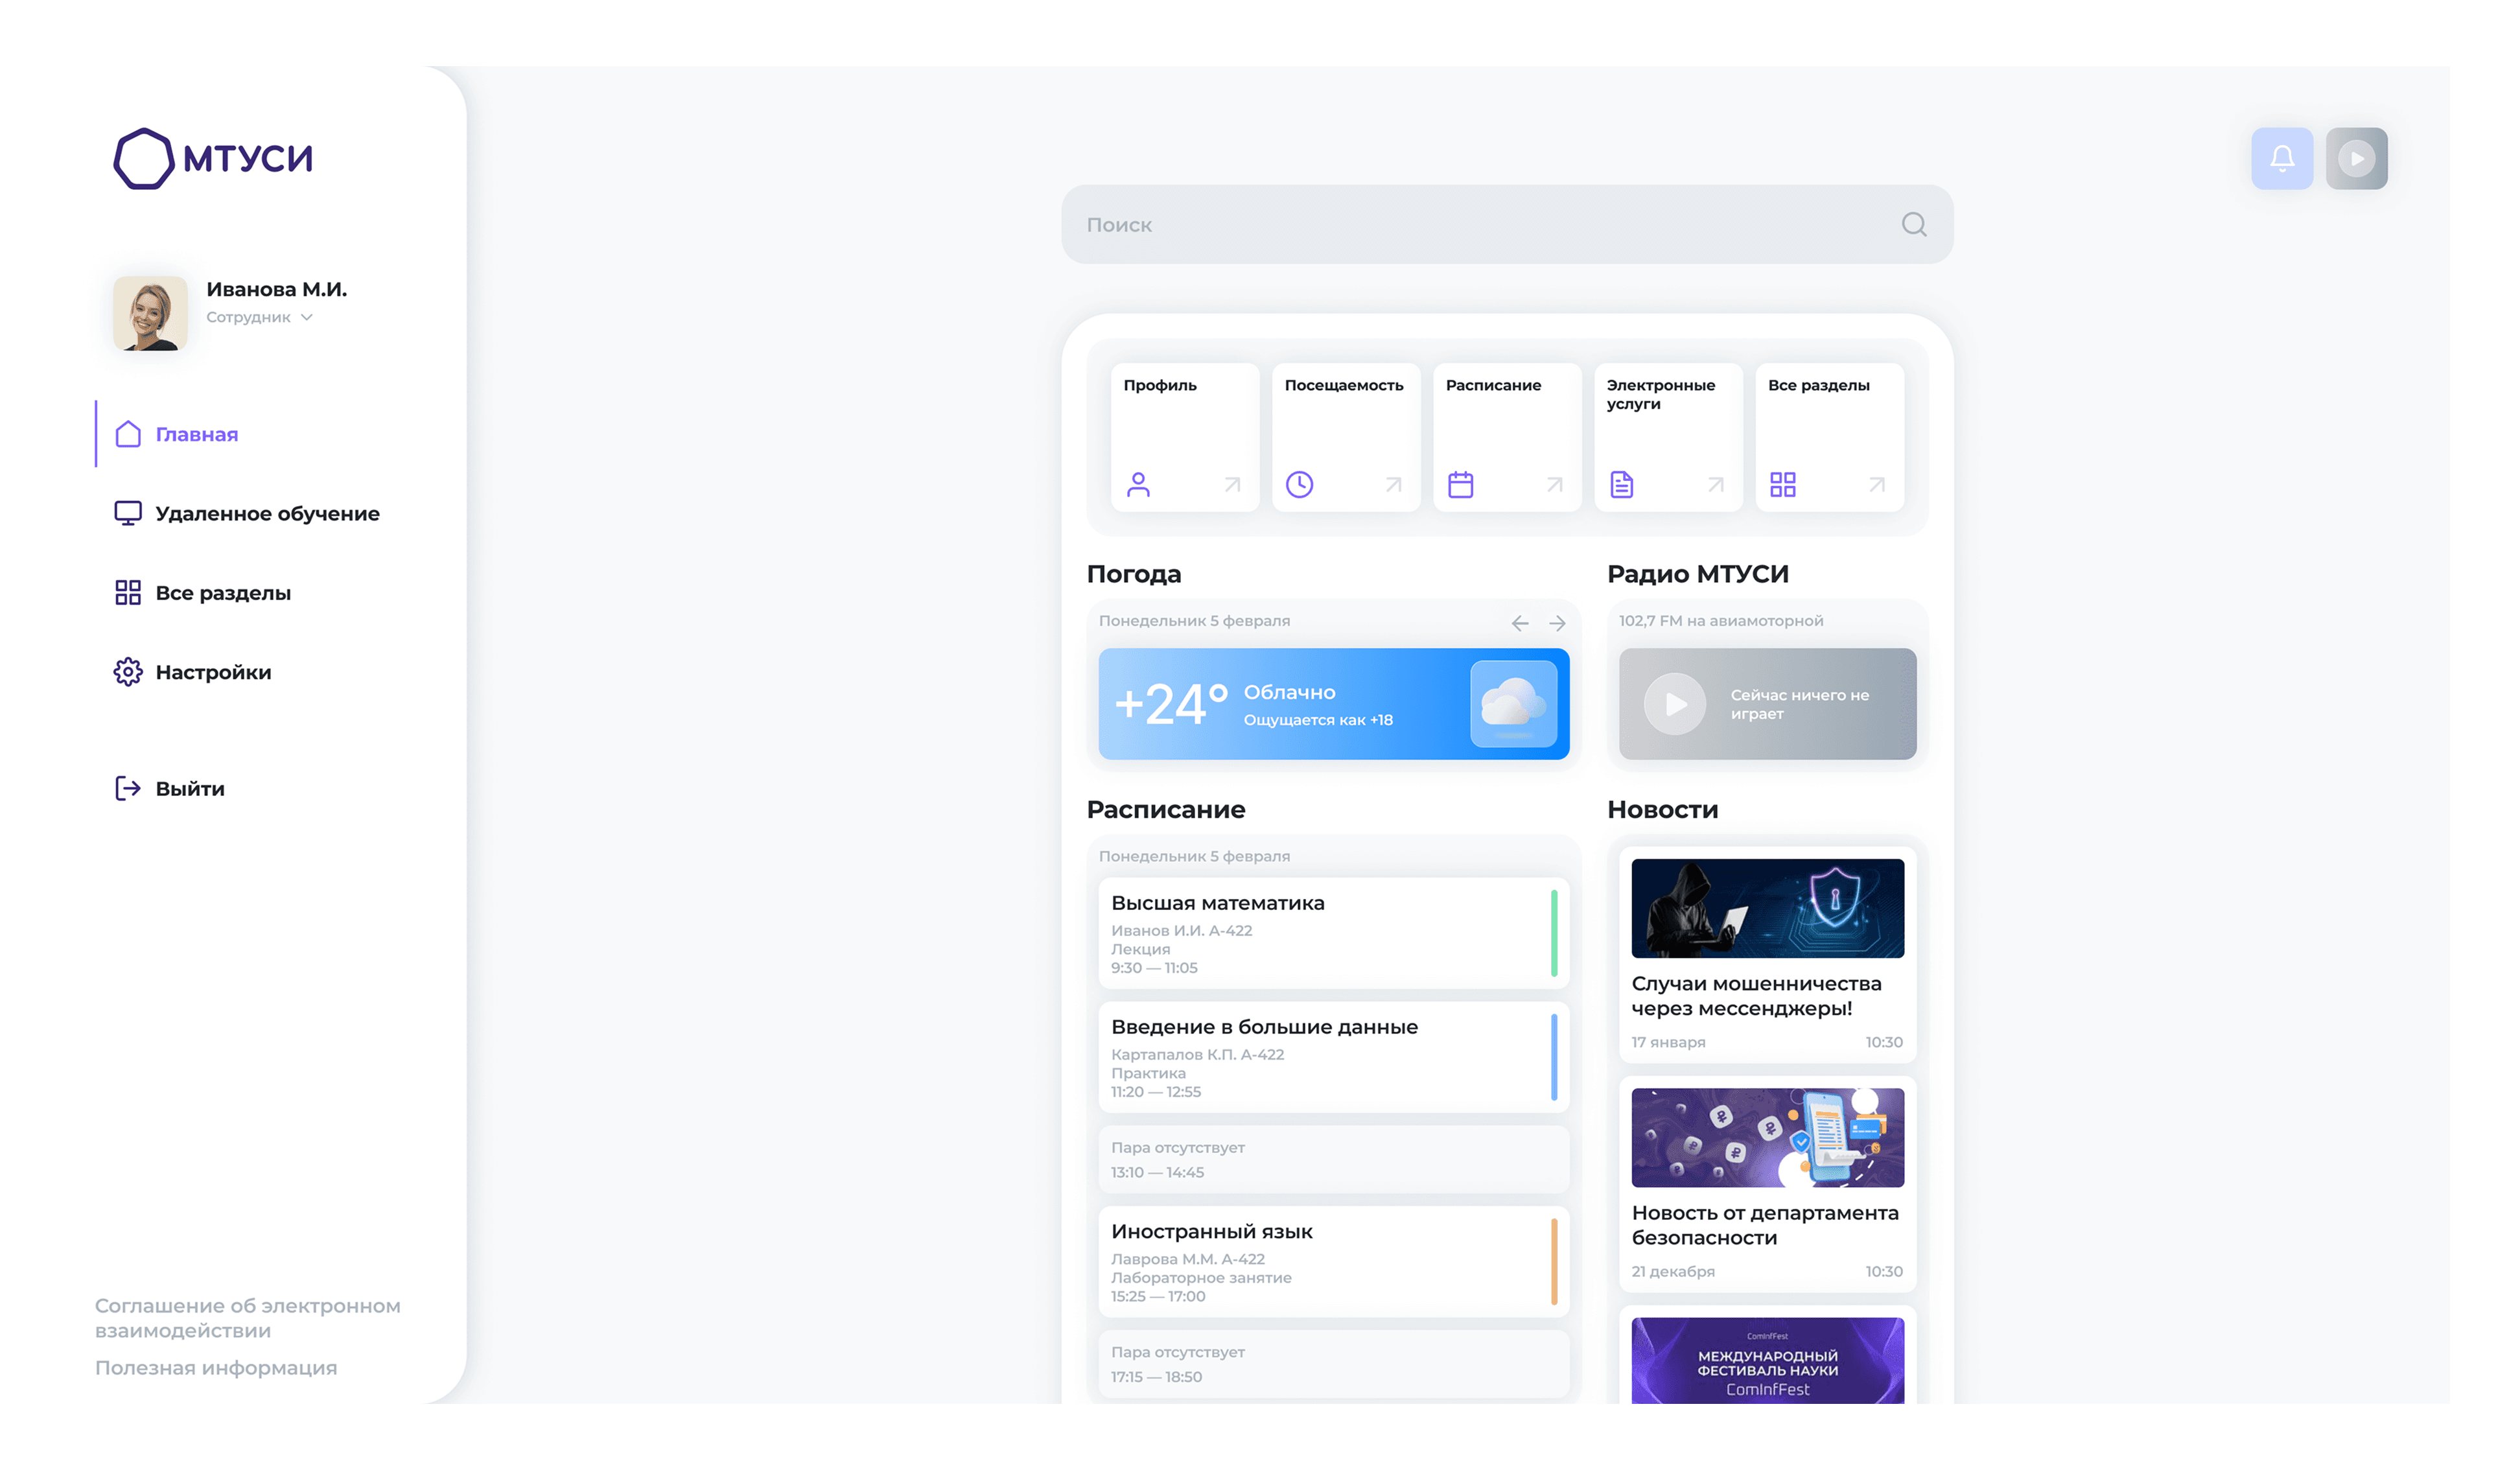 МТУСИ
Иванова М.И.
Сотрудник
Главная
Удаленное обучение
Все разделы
Настройки
Выйти
Соглашение об электронном
взаимодействии
Полезная информация
Поиск
Профиль
Посещаемость
Расписание
Электронные
услуги
Все разделы
Погода
Понедельник 5 февраля
+24°
Облачно
Ощущается как +18
Радио МТУСИ
102,7 FM на авиамоторной
Сейчас ничего не
играет
Расписание
Понедельник 5 февраля
Высшая математика
Иванов И.И. А-422
Лекция
9:30 — 11:05
Введение в большие данные
Картапалов К.П. А-422
Практика
11:20 — 12:55
Пара отсутствует
13:10 — 14:45
Иностранный язык
Лаврова М.М. А-422
Лабораторное занятие
15:25 — 17:00
Пара отсутствует
17:15 — 18:50
Новости
Случаи мошенничества
через мессенджеры!
17 января 10:30
Новость от департамента
безопасности
21 декабря 10:30
ComInfFest
МЕЖДУНАРОДНЫЙ
ФЕСТИВАЛЬ НАУКИ
ComInfFest